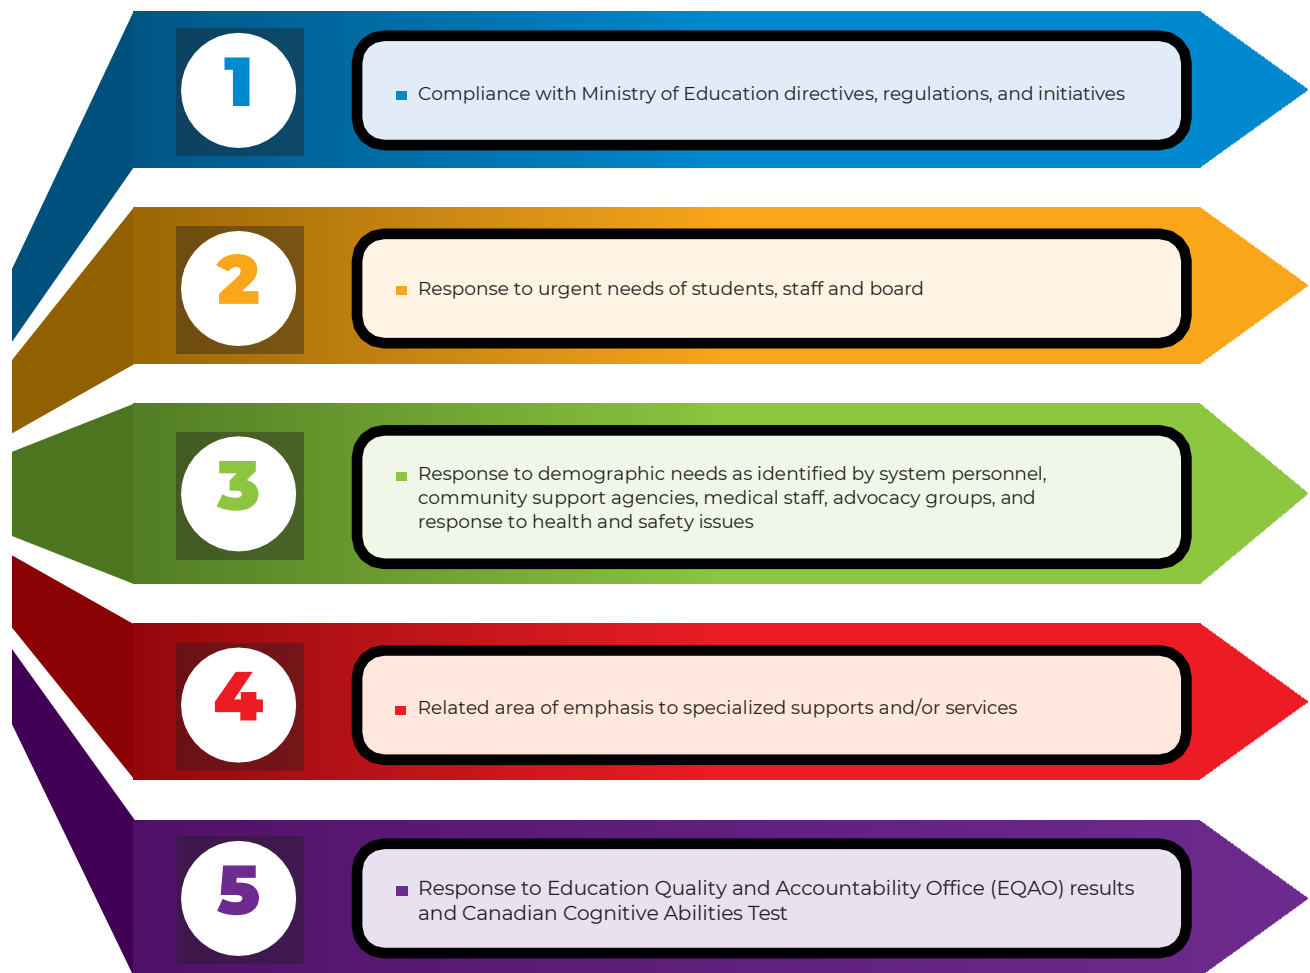 1
Compliance with Ministry of Education directives, regulations, and initiatives
2
Response to urgent needs of students, staff and board
3
Response to demographic needs as identified by system personnel,
community support agencies, medical staff, advocacy groups, and
response to health and safety issues
4
Related area of emphasis to specialized supports and/or services
5
Response to Education Quality and Accountability Office (EQAO) results
and Canadian Cognitive Abilities Test